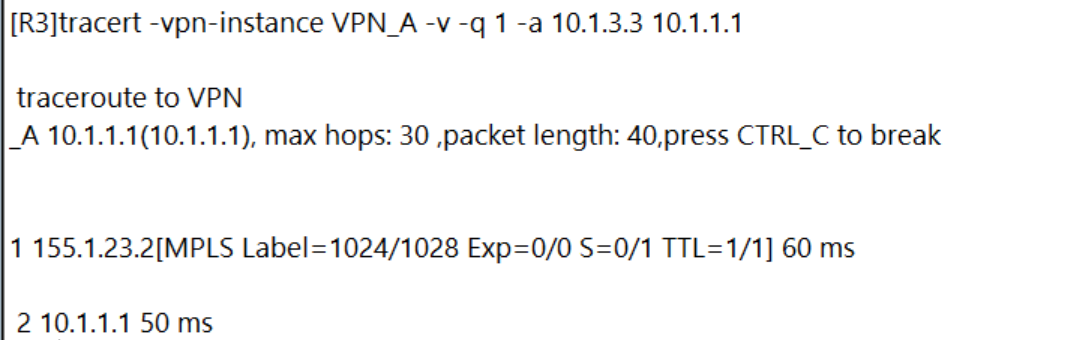 [R3]tracert -vpn-instance VPN_A -v -q 1 -a 10.1.3.3 10.1.1.1
traceroute to VPN
_A 10.1.1.1(10.1.1.1), max hops: 30 ,packet length: 40,press CTRL_C to break
1 155.1.23.2[MPLS Label=1024/1028 Exp=0/0 S=0/1 TTL=1/1] 60 ms
2 10.1.1.1 50 ms